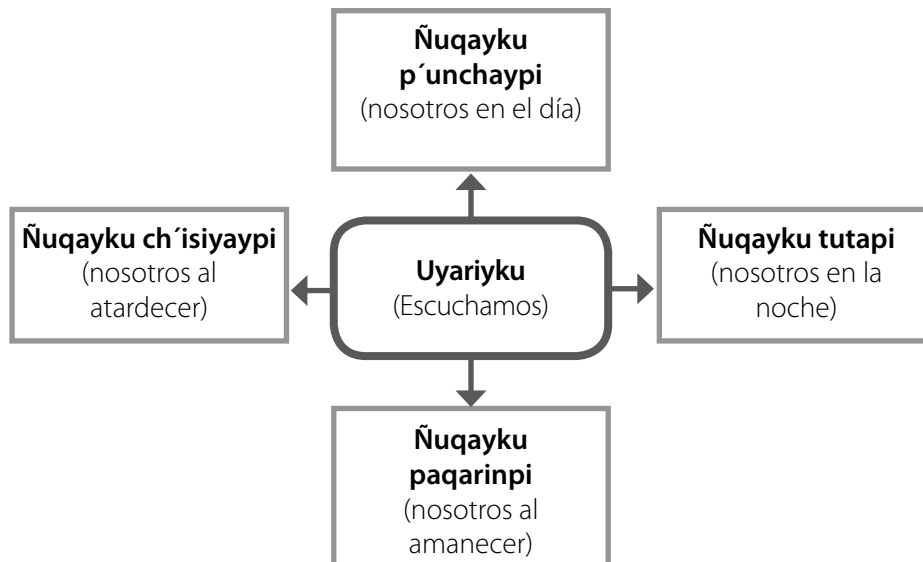 Ñuqayku
p´unchaypi
(nosotros en el día)
Ñuqayku ch´isiyaypi
(nosotros al
atardecer)
Uyariyku
(Escuchamos)
Ñuqayku tutapi
(nosotros en la
noche)
Ñuqayku
paqarinpi
(nosotros al
amanecer)